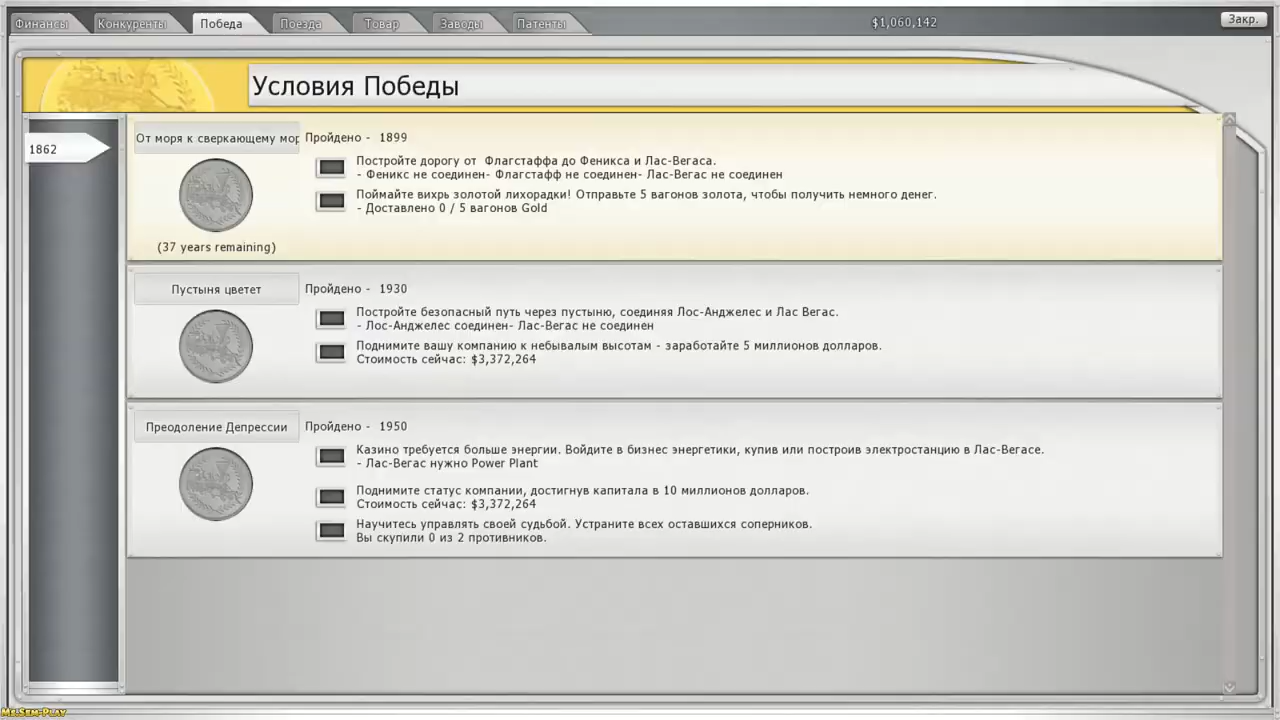 Финансы Конкуренты Победа Поезда Товар Заводы Патенты $1,060,142 Закр.
Условия Победы
1862
От моря к сверкающему мор Пройдено - 1899
Постройте дорогу от Флагстаффа до Феникса и Лас-Вегаса.
- Феникс не соединен- Флагстафф не соединен- Лас-Вегас не соединен
Поймайте вихрь золотой лихорадки! Отправьте 5 вагонов золота, чтобы получить немного денег.
- Доставлено 0 / 5 вагонов Gold
(37 years remaining)
Пустыня цветет Пройдено - 1930
Постройте безопасный путь через пустыню, соединяя Лос-Анджелес и Лас Вегас.
- Лос-Анджелес соединен- Лас-Вегас не соединен
Поднимите вашу компанию к небывалым высотам - заработайте 5 миллионов долларов.
Стоимость сейчас: $3,372,264
Преодоление Депрессии Пройдено - 1950
Казино требуется больше энергии. Войдите в бизнес энергетики, купив или построив электростанцию в Лас-Вегасе.
- Лас-Вегас нужно Power Plant
Поднимите статус компании, достигнув капитала в 10 миллионов долларов.
Стоимость сейчас: $3,372,264
Научитесь управлять своей судьбой. Устраните всех оставшихся соперников.
Вы скупили 0 из 2 противников.
Ms.Sem-Play